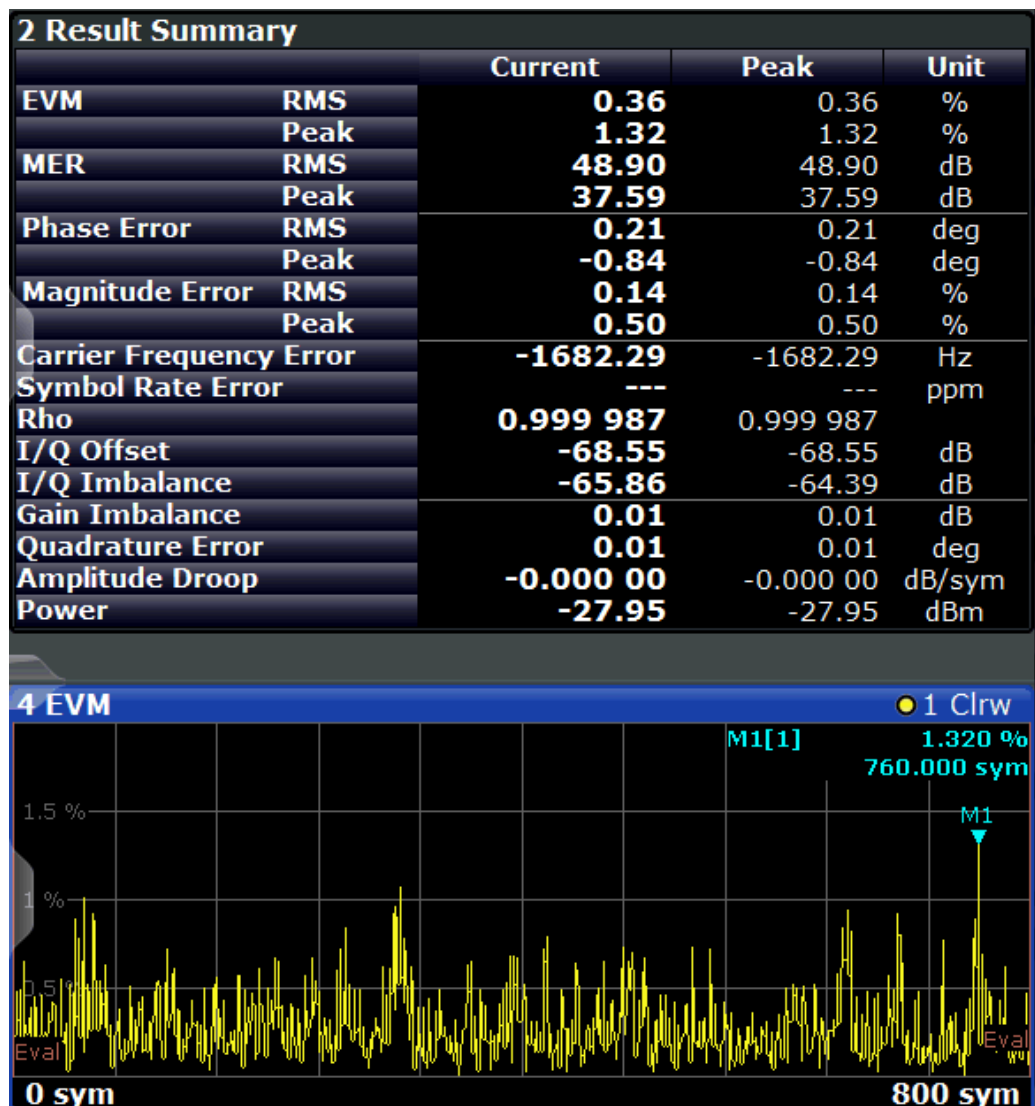 2 Result Summary
Current Peak Unit
EVM RMS 0.36 0.36 %
Peak 1.32 1.32 %
MER RMS 48.90 48.90 dB
Peak 37.59 37.59 dB
Phase Error RMS 0.21 0.21 deg
Peak -0.84 -0.84 deg
Magnitude Error RMS 0.14 0.14 %
Peak 0.50 0.50 %
Carrier Frequency Error -1682.29 -1682.29 Hz
Symbol Rate Error --- --- ppm
Rho 0.999 987 0.999 987
I/Q Offset -68.55 -68.55 dB
I/Q Imbalance -65.86 -64.39 dB
Gain Imbalance 0.01 0.01 dB
Quadrature Error 0.01 0.01 deg
Amplitude Droop -0.000 00 -0.000 00 dB/sym
Power -27.95 -27.95 dBm
4 EVM 1 Clrw
M1[1] 1.320 %
760.000 sym
1.5 %
M1
1 %
0.5 %
Eval Eval
0 sym 800 sym